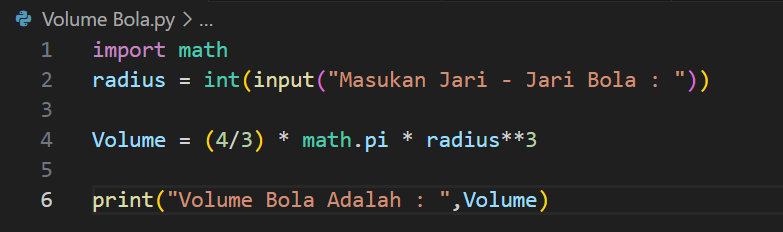 Volume Bola.py > ...
1 import math
2 radius = int(input("Masukan Jari - Jari Bola : "))
3
4 Volume = (4/3) * math.pi * radius**3
5
6 print("Volume Bola Adalah : ",Volume)